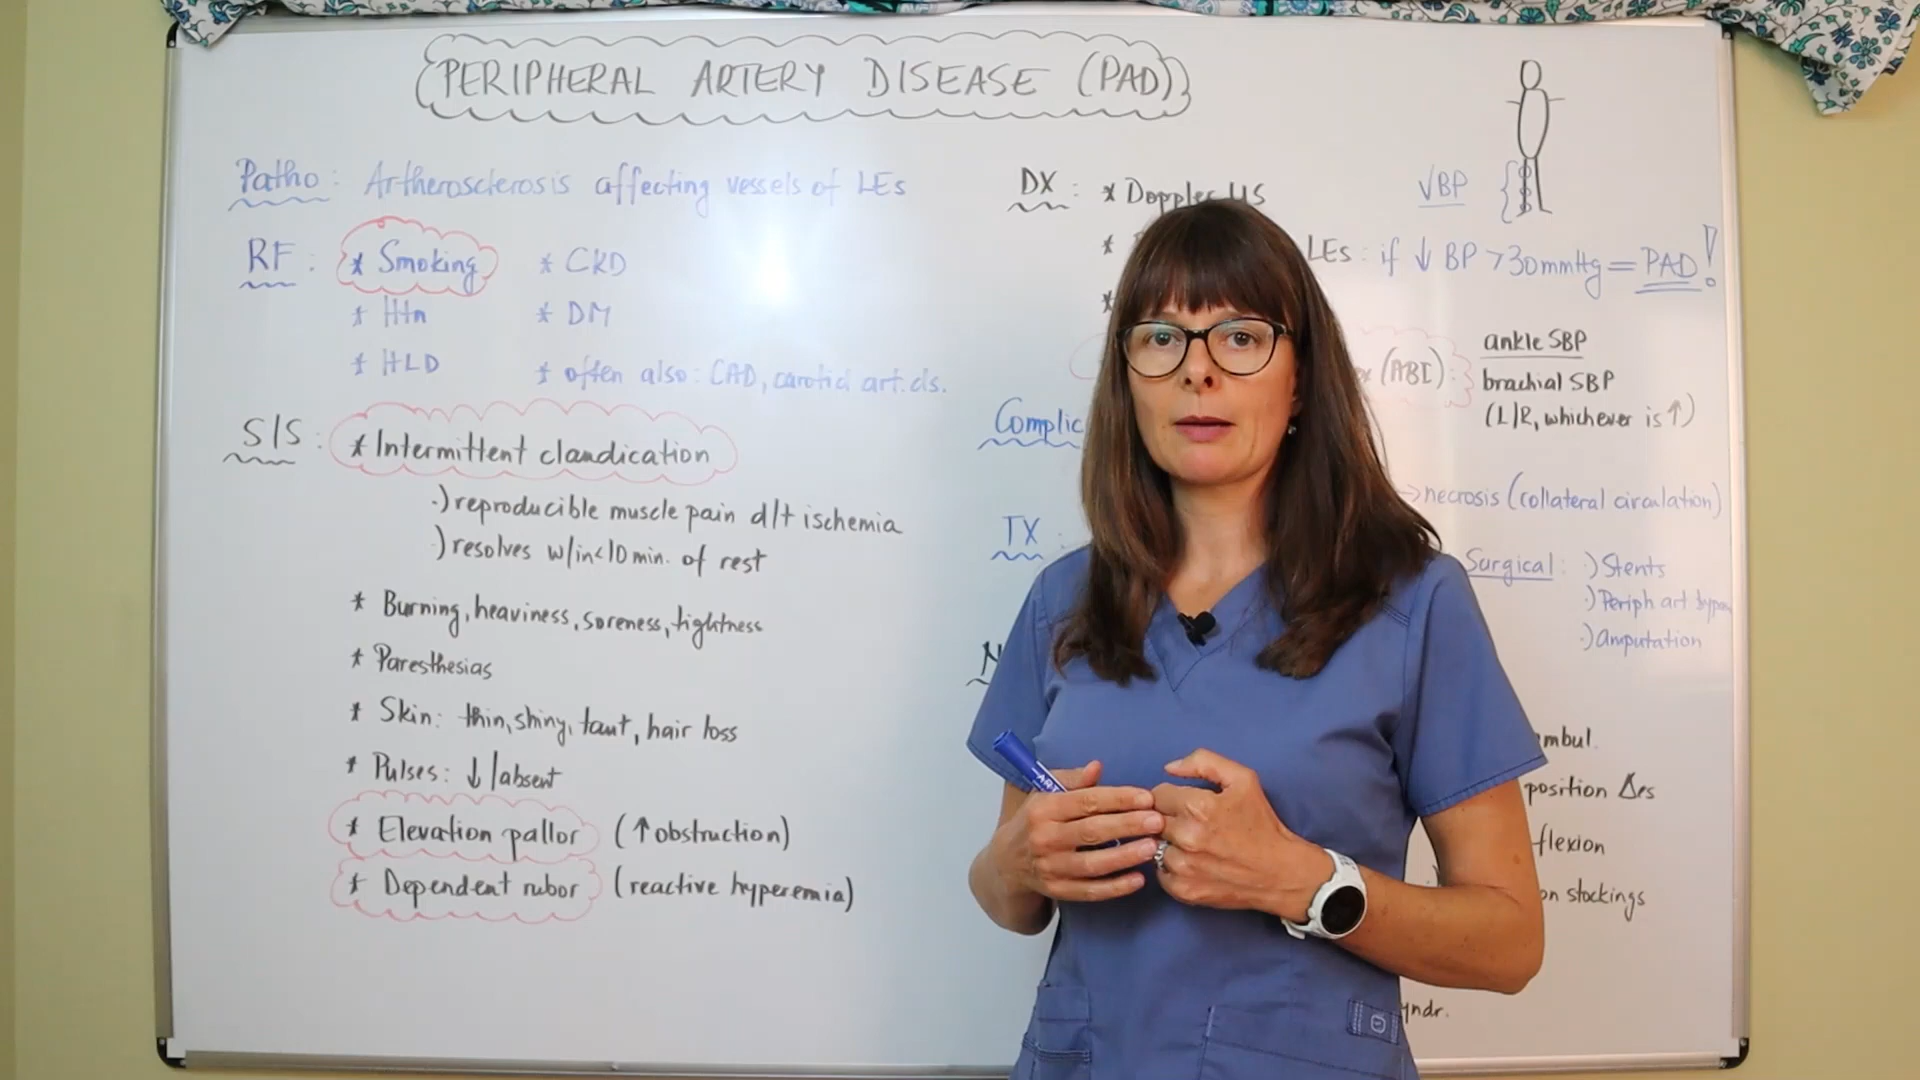 PERIPHERAL ARTERY DISEASE (PAD)
Patho: Artherosclerosis affecting vessels of LEs
RF: * Smoking * CKD
* Htn * DM
* HLD * often also: CAD, carotid art. dis.
S/S: * Intermittent claudication
·) reproducible muscle pain d/t ischemia
·) resolves w/in <10 min. of rest
* Burning, heaviness, soreness, tightness
* Paresthesias
* Skin: thin, shiny, taut, hair loss
* Pulses: ↓/absent
* Elevation pallor (↑ obstruction)
* Dependent rubor (reactive hyperemia)
DX: * Doppler US
√BP
*
LEs: if ↓ BP >30mmHg = PAD!
*
(ABI): ankle SBP
brachial SBP
(L/R, whichever is ↑)
Complic
→ necrosis (collateral circulation)
TX:
Surgical: ·) Stents
·) Periph art bypass
·) amputation
N
mbul.
position Δes
flexion
on stockings
yndr.
ART